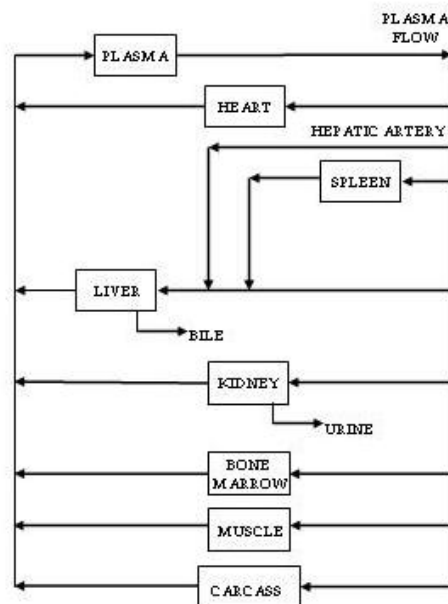 PLASMA
FLOW
PLASMA
HEART
HEPATIC ARTERY
SPLEEN
LIVER
BILE
KIDNEY
URINE
BONE
MARROW
MUSCLE
CARCASS